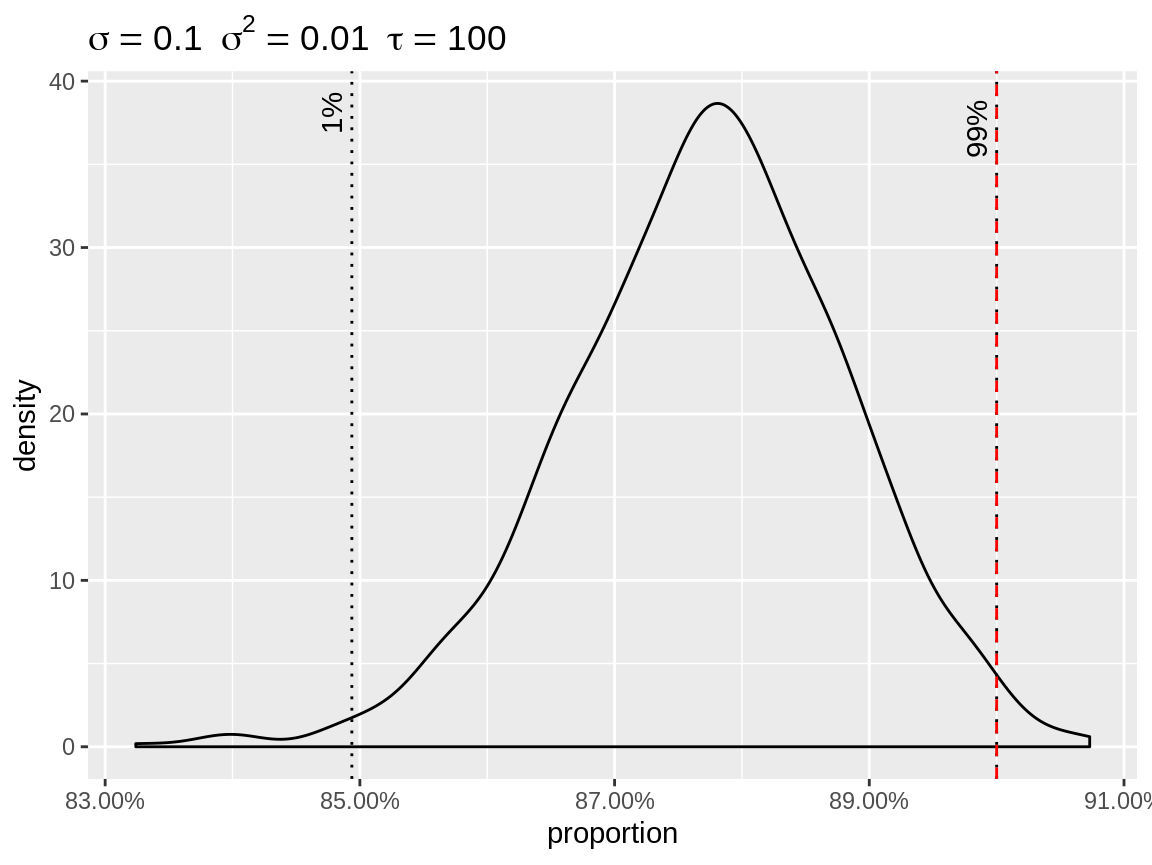 σ = 0.1 σ² = 0.01 τ = 100
40
30
20
10
0
density
1%
99%
83.00% 85.00% 87.00% 89.00% 91.00%
proportion